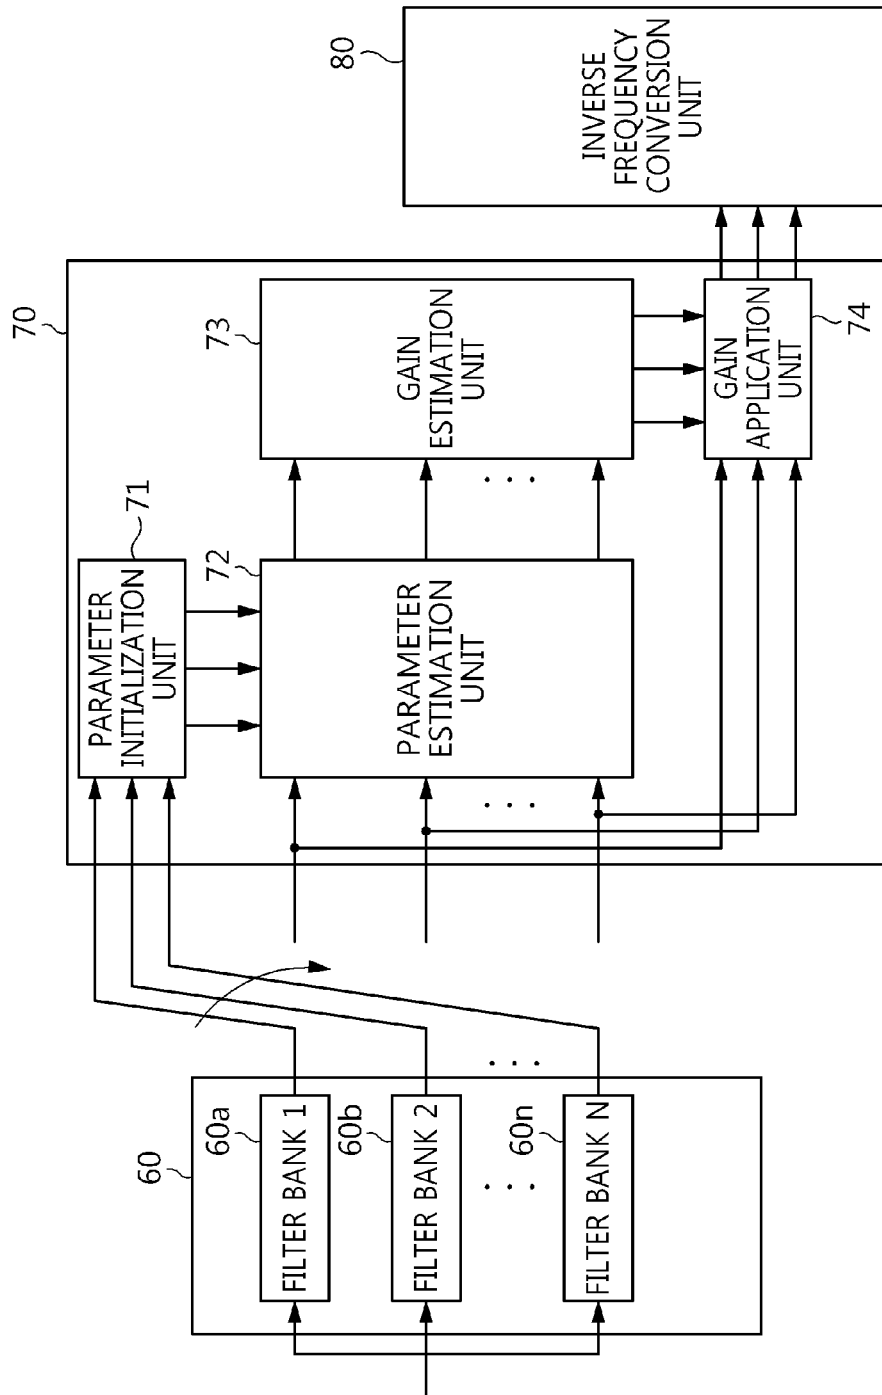 60
60a
FILTER BANK 1
60b
FILTER BANK 2
. . .
. . .
60n
FILTER BANK N
70
71
PARAMETER
INITIALIZATION
UNIT
72
PARAMETER
ESTIMATION
UNIT
. . .
73
GAIN
ESTIMATION
UNIT
. . .
GAIN
APPLICATION
UNIT
74
80
INVERSE
FREQUENCY
CONVERSION
UNIT